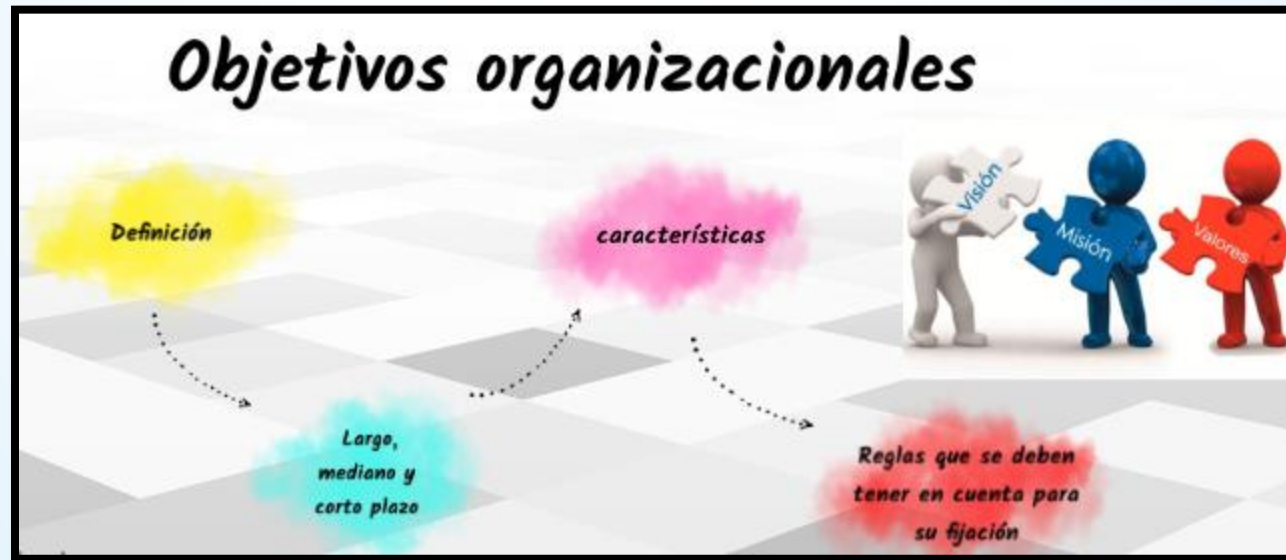 Objetivos organizacionales
Definición
Largo,
mediano y
corto plazo
características
Reglas que se deben
tener en cuenta para
su fijación
Visión
Misión
Valores